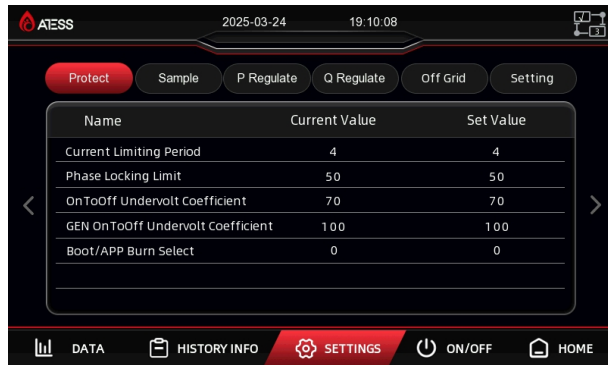 ATESS 2025-03-24 19:10:08
3
Protect Sample P Regulate Q Regulate Off Grid Setting
Name Current Value Set Value
Current Limiting Period 4 4
Phase Locking Limit 50 50
OnToOff Undervolt Coefficient 70 70
GEN OnToOff Undervolt Coefficient 100 100
Boot/APP Burn Select 0 0
DATA HISTORY INFO SETTINGS ON/OFF HOME